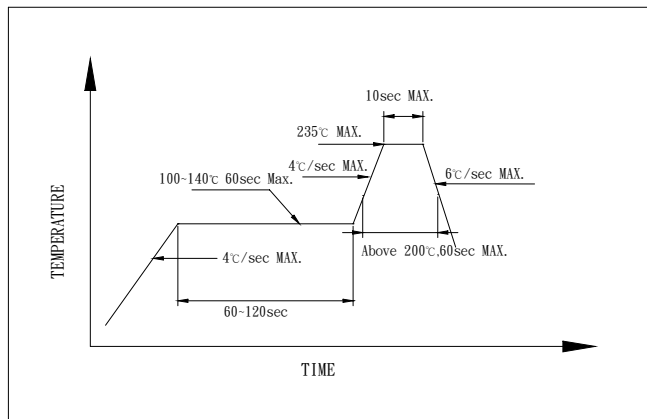 10sec MAX.
235℃ MAX.
4℃/sec MAX.
6℃/sec MAX.
100~140℃ 60sec Max.
Above 200℃,60sec MAX.
4℃/sec MAX.
60~120sec
TEMPERATURE
TIME